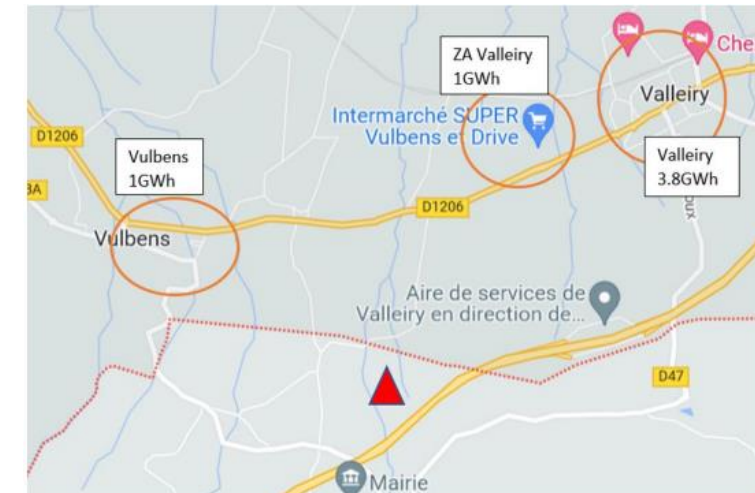 Che
ZA Valleiry
1GWh
Valleiry
Intermarché SUPER
Vulbens et Drive
D1206
Vulbens
1GWh
Valleiry
3.8GWh
D1206
Vulbens
Aire de services de
Valleiry en direction de...
D47
Mairie